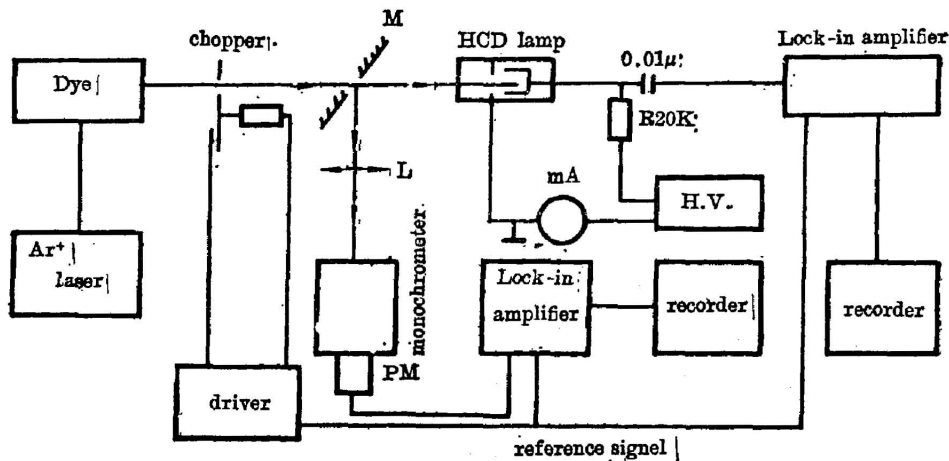 M
chopper
HCD lamp
Lock-in amplifier
0.01μ
Dye
R20K
L
mA
H.V.
Ar⁺
laser
monochrometer
Lock-in
amplifier
recorder
recorder
PM
driver
reference signel